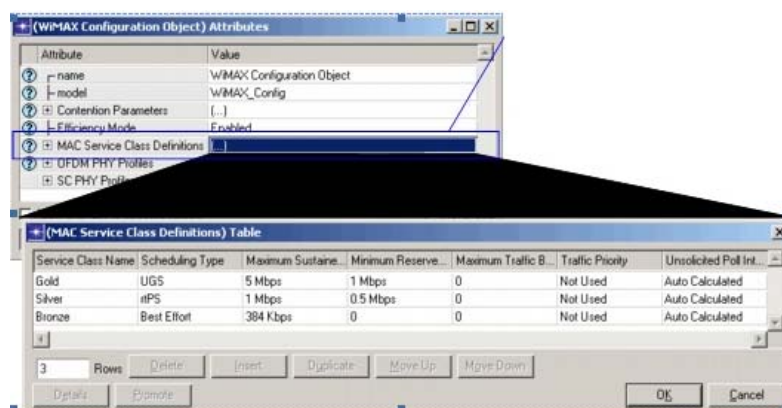 (WiMAX Configuration Object) Attributes
Attribute Value
name WiMAX Configuration Object
model WiMAX_Config
Contention Parameters (...)
Efficiency Mode Enabled
MAC Service Class Definitions (...)
OFDM PHY Profiles
SC PHY
(MAC Service Class Definitions) Table
Service Class Name Scheduling Type Maximum Sustaine... Minimum Reserve... Maximum Traffic B... Traffic Priority Unsolicited Poll Int...
Gold UGS 5 Mbps 1 Mbps 0 Not Used Auto Calculated
Silver rtPS 1 Mbps 0.5 Mbps 0 Not Used Auto Calculated
Bronze Best Effort 384 Kbps 0 0 Not Used Auto Calculated
3 Rows Delete Insert Duplicate Move Up Move Down
Details Promote OK Cancel